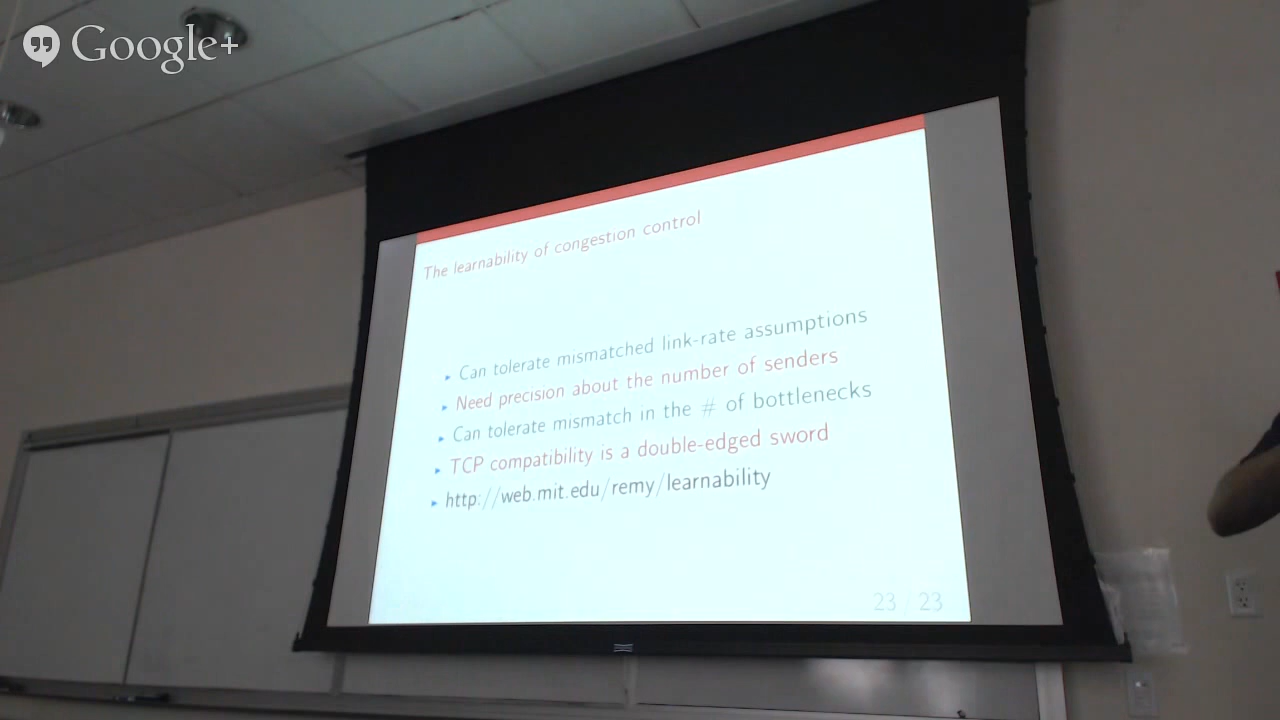 Google+
The learnability of congestion control
Can tolerate mismatched link-rate assumptions
Need precision about the number of senders
Can tolerate mismatch in the # of bottlenecks
TCP compatibility is a double-edged sword
http://web.mit.edu/remy/learnability
23 / 23